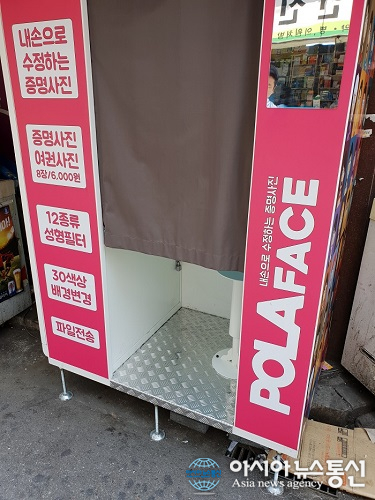 내손으로
수정하는
증명사진
증명사진
여권사진
8장/6,000원
12종류
성형필터
30색상
배경변경
파일전송
내손으로 수정하는 증명사진
POLAFACE
아시아뉴스통신
Asia news agency